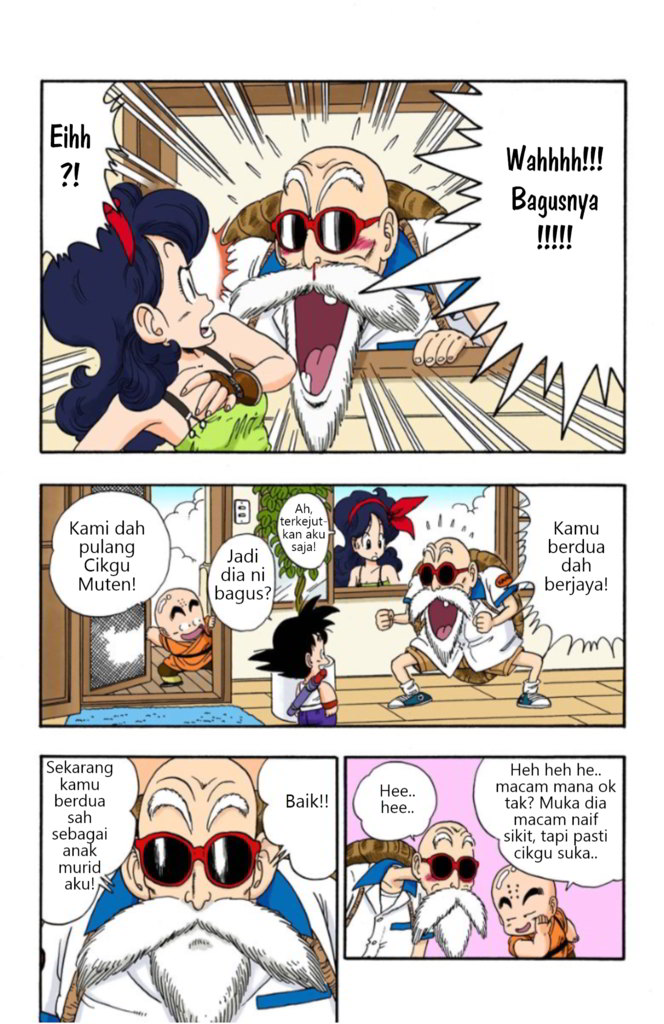 Eihh
?!
Wahhhh!!!
Bagusnya
!!!!!
Kami dah
pulang
Cikgu
Muten!
Jadi
dia ni
bagus?
Ah,
terkejut-
kan aku
saja!
Kamu
berdua
dah
berjaya!
Sekarang
kamu
berdua
sah
sebagai
anak
murid
aku!
Baik!!
Hee..
hee..
Heh heh he..
macam mana ok
tak? Muka dia
macam naif
sikit, tapi pasti
cikgu suka..